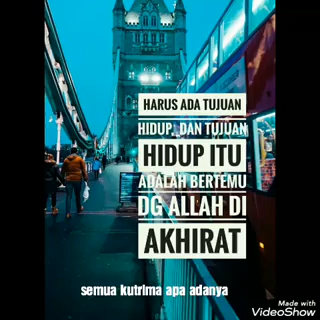 HARUS ADA TUJUAN
HIDUP, DAN TUJUAN
HIDUP ITU
ADALAH BERTEMU
DG ALLAH DI
AKHIRAT
semua kutrima apa adanya
Made with
VideoShow